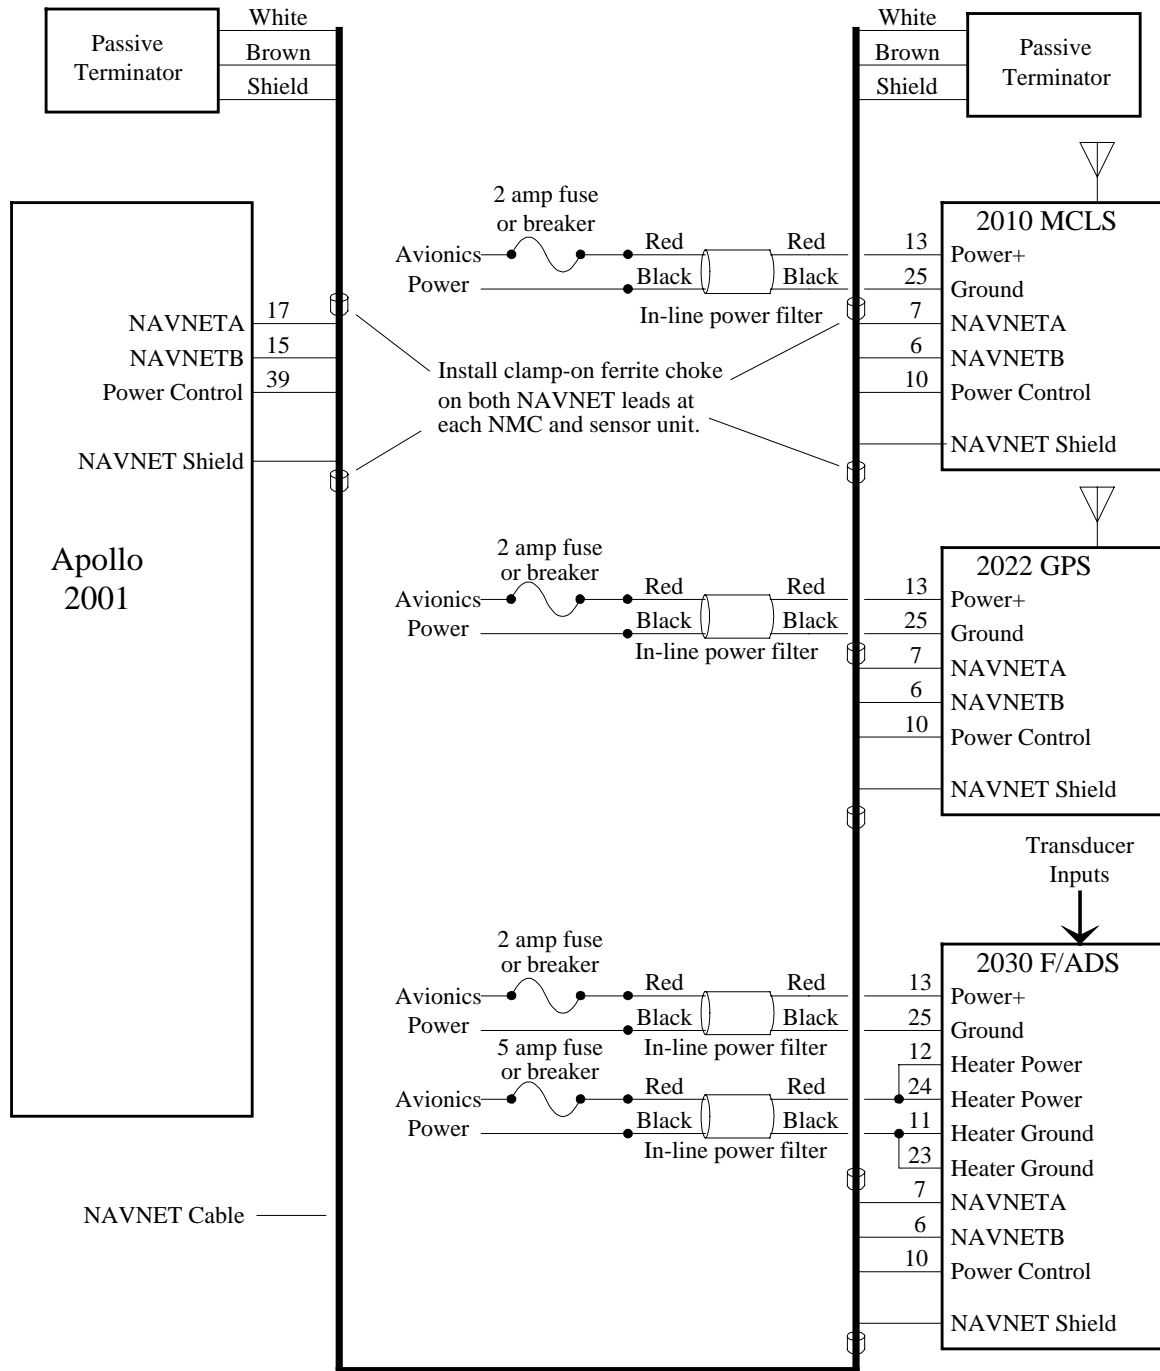 White
Brown
Shield
Passive
Terminator
White
Brown
Shield
Passive
Terminator
Apollo
2001
NAVNETA
17
NAVNETB
15
Power Control
39
NAVNET Shield
NAVNET Cable
Install clamp-on ferrite choke
on both NAVNET leads at
each NMC and sensor unit.
2 amp fuse
or breaker
Avionics
Power
Red
Black
Red
Black
In-line power filter
2010 MCLS
13
Power+
25
Ground
7
NAVNETA
6
NAVNETB
10
Power Control
NAVNET Shield
2 amp fuse
or breaker
Avionics
Power
Red
Black
Red
Black
In-line power filter
2022 GPS
13
Power+
25
Ground
7
NAVNETA
6
NAVNETB
10
Power Control
NAVNET Shield
Transducer
Inputs
2 amp fuse
or breaker
Avionics
Power
Red
Black
Red
Black
In-line power filter
5 amp fuse
or breaker
Avionics
Power
Red
Black
Red
Black
In-line power filter
2030 F/ADS
13
Power+
25
Ground
12
Heater Power
24
Heater Power
11
Heater Ground
23
Heater Ground
7
NAVNETA
6
NAVNETB
10
Power Control
NAVNET Shield